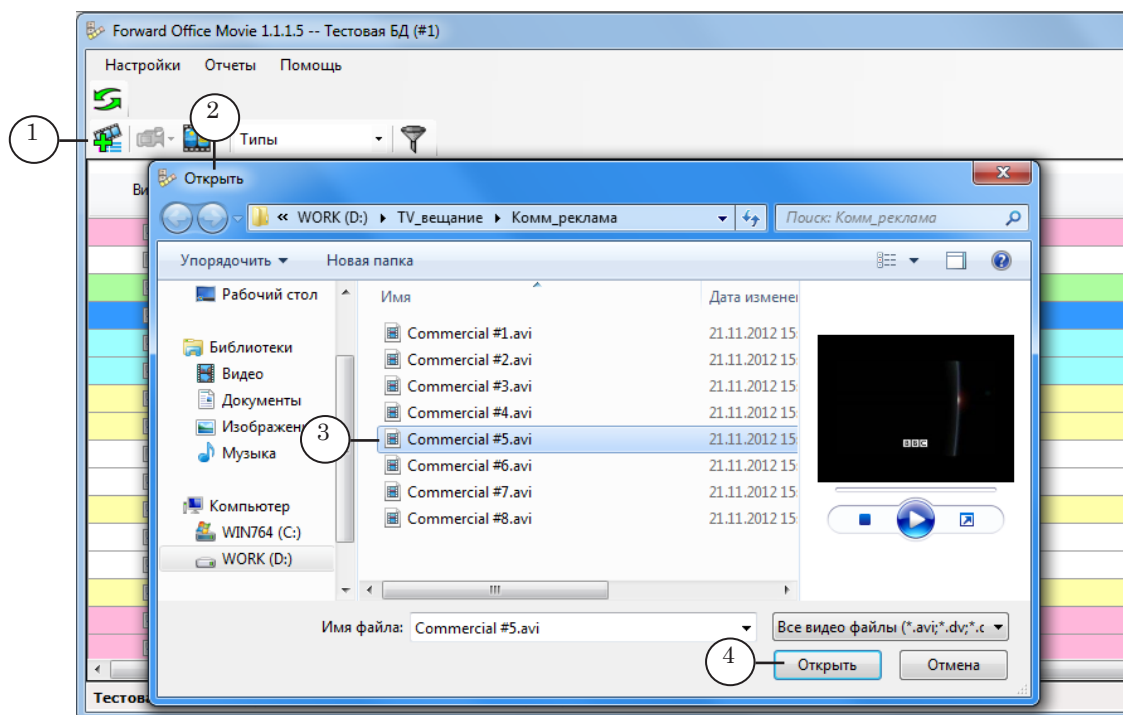 Forward Office Movie 1.1.1.5 -- Тестовая БД (#1)
Настройки Отчеты Помощь
2
1
Типы
Открыть
Ви
« WORK (D:) TV_вещание Комм_реклама
Поиск: Комм_реклама
Упорядочить Новая папка
Рабочий стол
Библиотеки
Видео
Документы
Изображен
Музыка
Компьютер
WIN764 (C:)
WORK (D:)
Имя Дата изменен
Commercial #1.avi 21.11.2012 15
Commercial #2.avi 21.11.2012 15
Commercial #3.avi 21.11.2012 15
Commercial #4.avi 21.11.2012 15
3
Commercial #5.avi 21.11.2012 15
Commercial #6.avi 21.11.2012 15
Commercial #7.avi 21.11.2012 15
Commercial #8.avi 21.11.2012 15
BBC
Имя файла: Commercial #5.avi Все видео файлы (*.avi;*.dv;*.c
4
Открыть Отмена
Тестова